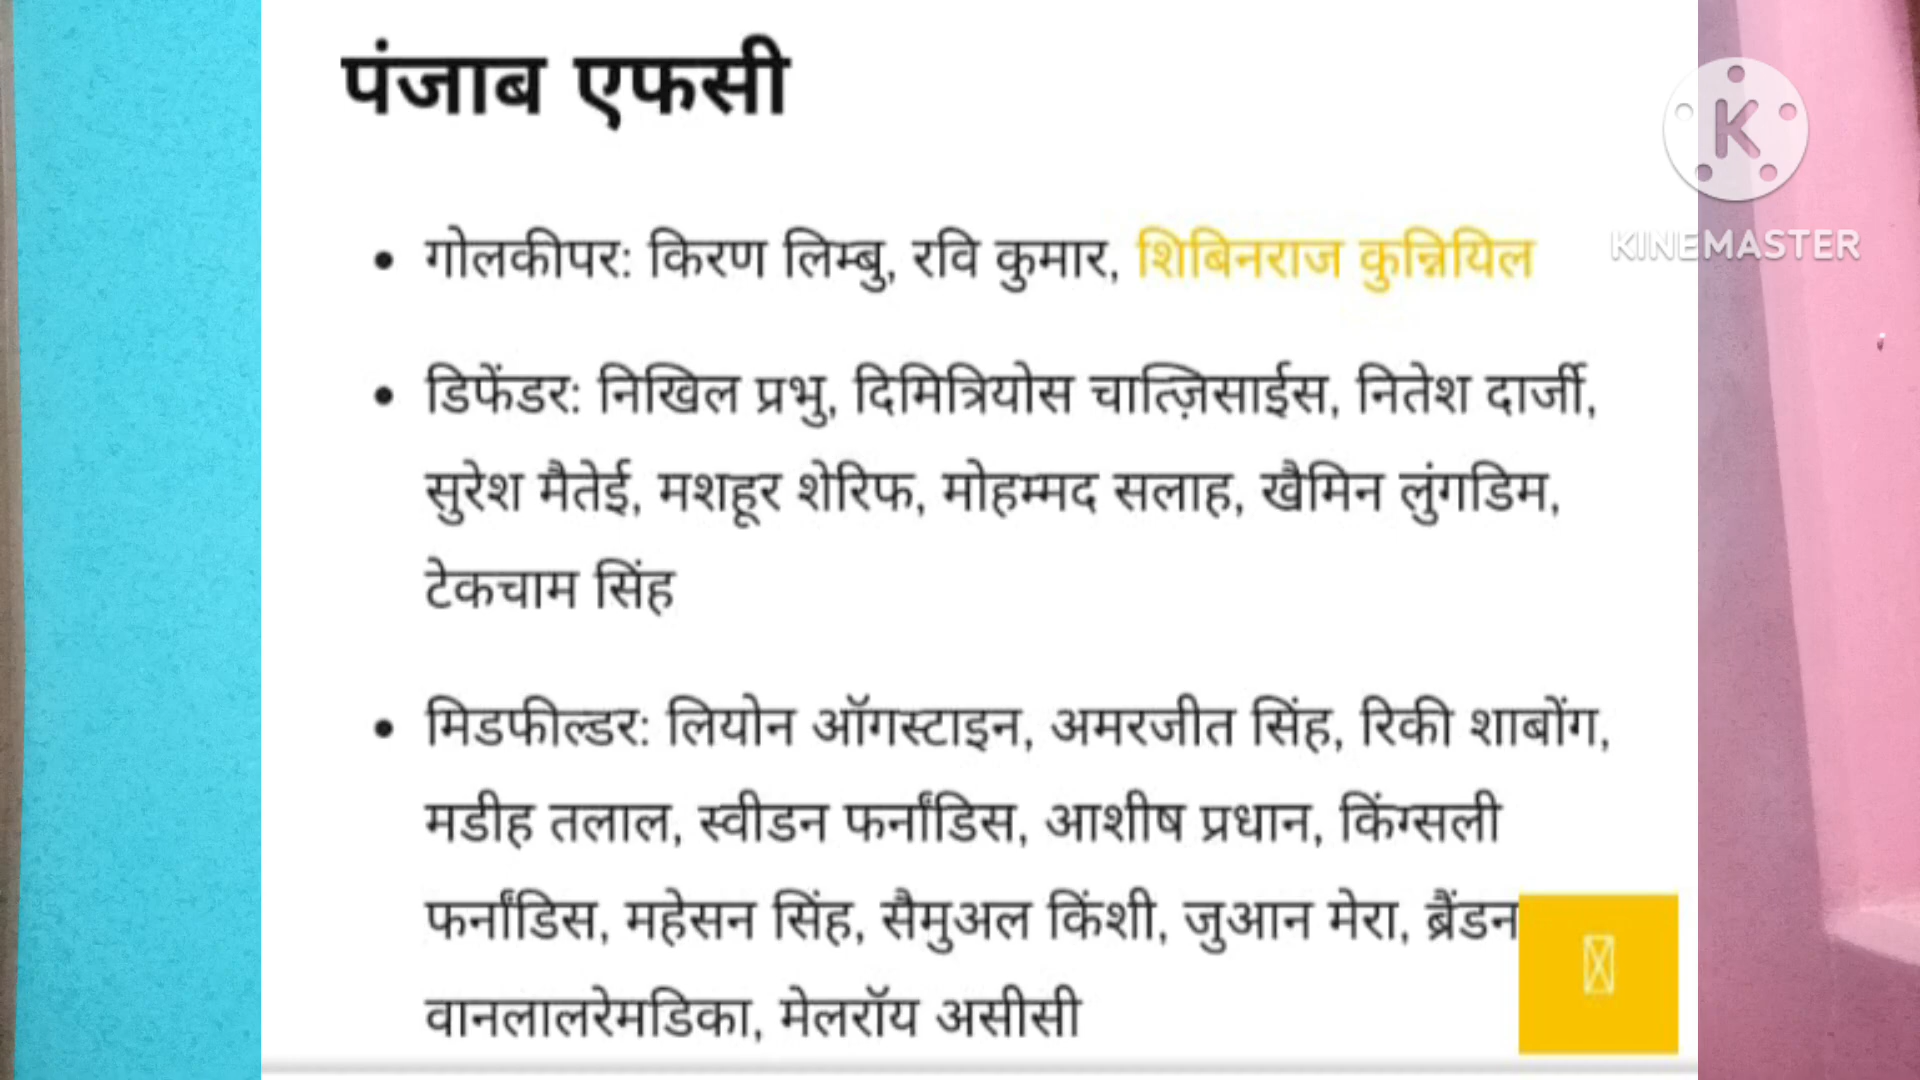 पंजाब एफसी
• गोलकीपर: किरण लिम्बु, रवि कुमार, शिबिनराज कुन्नियिल
• डिफेंडर: निखिल प्रभु, दिमित्रियोस चात्ज़िसाईस, नितेश दार्जी,
सुरेश मैतेई, मशहूर शेरिफ, मोहम्मद सलाह, खैमिन लुंगडिम,
टेकचाम सिंह
• मिडफील्डर: लियोन ऑगस्टाइन, अमरजीत सिंह, रिकी शाबोंग,
मडीह तलाल, स्वीडन फर्नांडिस, आशीष प्रधान, किंग्सली
फर्नांडिस, महेसन सिंह, सैमुअल किंशी, जुआन मेरा, ब्रैंडन
वानलालरेमडिका, मेलरॉय असीसी
K
KINEMASTER